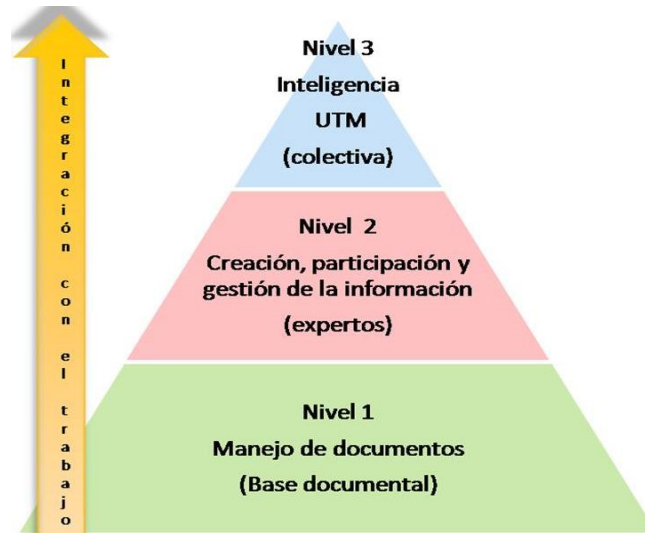 Integración con el trabajo
Nivel 3
Inteligencia
UTM
(colectiva)
Nivel 2
Creación, participación y
gestión de la información
(expertos)
Nivel 1
Manejo de documentos
(Base documental)